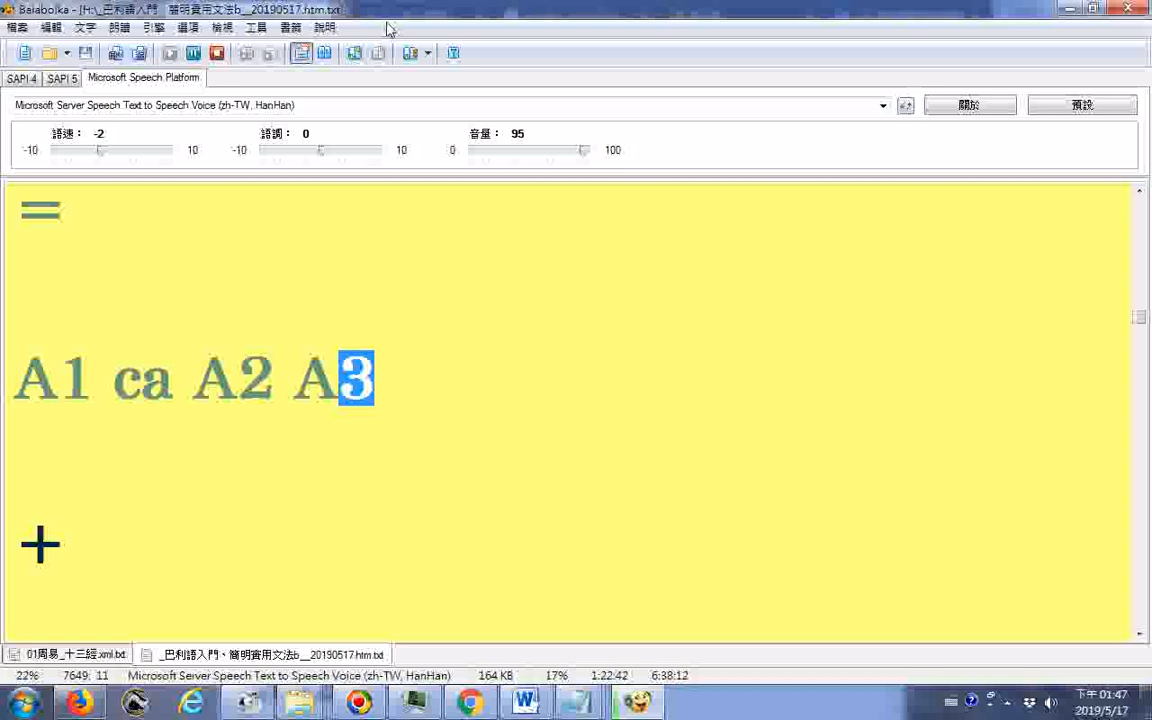 Balabolka - [H:\_巴利語入門、簡明實用文法b__20190517.htm.txt]
檔案 編輯 文字 朗讀 引擎 選項 檢視 工具 書籤 說明
SAPI 4 SAPI 5 Microsoft Speech Platform
Microsoft Server Speech Text to Speech Voice (zh-TW, HanHan) 關於 預設
語速： -2 語調： 0 音量： 95
-10 10 -10 10 0 100
=
A1 ca A2 A3
+
01周易_十三經.xml.txt _巴利語入門、簡明實用文法b__20190517.htm.txt
22% 7649: 11 Microsoft Server Speech Text to Speech Voice (zh-TW, HanHan) 164 KB 17% 1:22:42 6:38:12
下午 01:47
2019/5/17